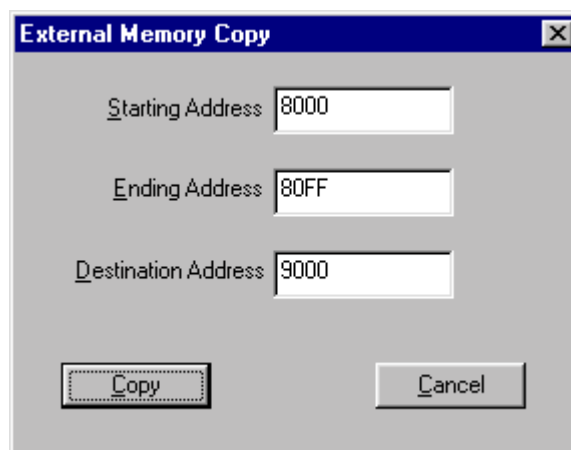 External Memory Copy
Starting Address 8000
Ending Address 80FF
Destination Address 9000
Copy Cancel